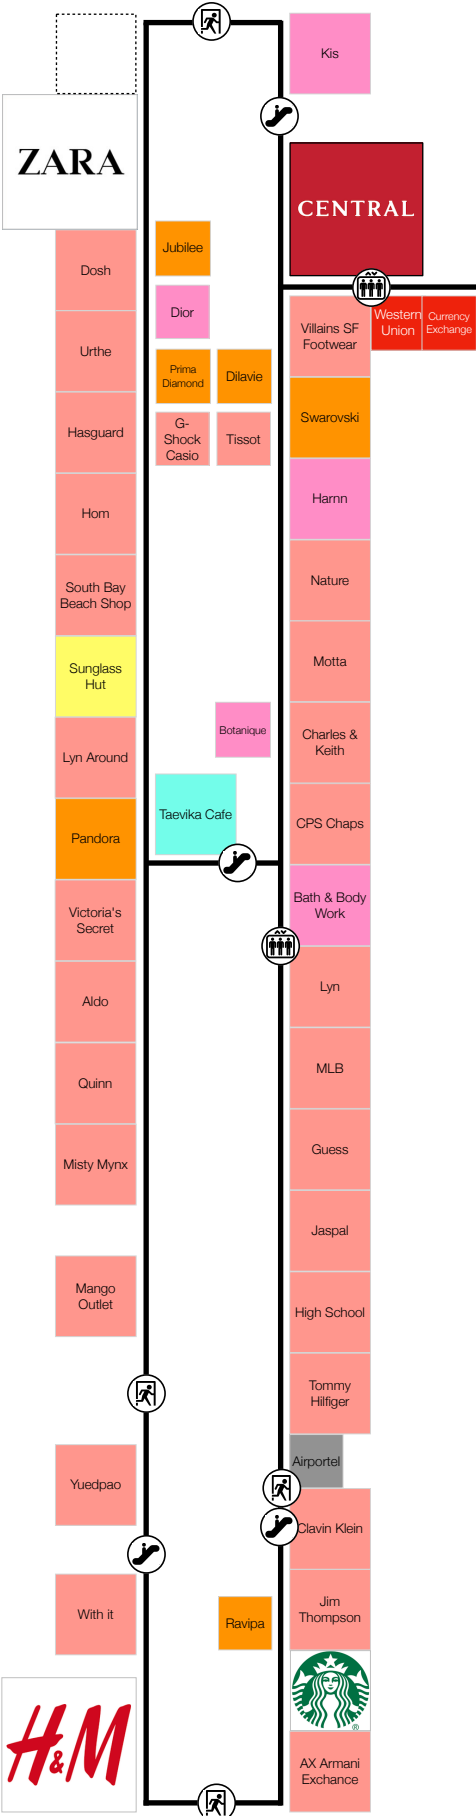 Kis
ZARA
CENTRAL
Dosh
Jubilee
Dior
Villains SF
Footwear
Western
Union
Currency
Exchange
Urthe
Prima
Diamond
Dilavie
Swarovski
Hasguard
G-
Shock
Casio
Tissot
Hom
Harnn
South Bay
Beach Shop
Nature
Sunglass
Hut
Motta
Lyn Around
Botanique
Charles &
Keith
Pandora
Taevika Cafe
CPS Chaps
Victoria's
Secret
Bath & Body
Work
Aldo
Lyn
Quinn
MLB
Misty Mynx
Guess
Jaspal
Mango
Outlet
High School
Tommy
Hilfiger
Yuedpao
Airportel
Clavin Klein
With it
Ravipa
Jim
Thompson
®
H&M
AX Armani
Exchange